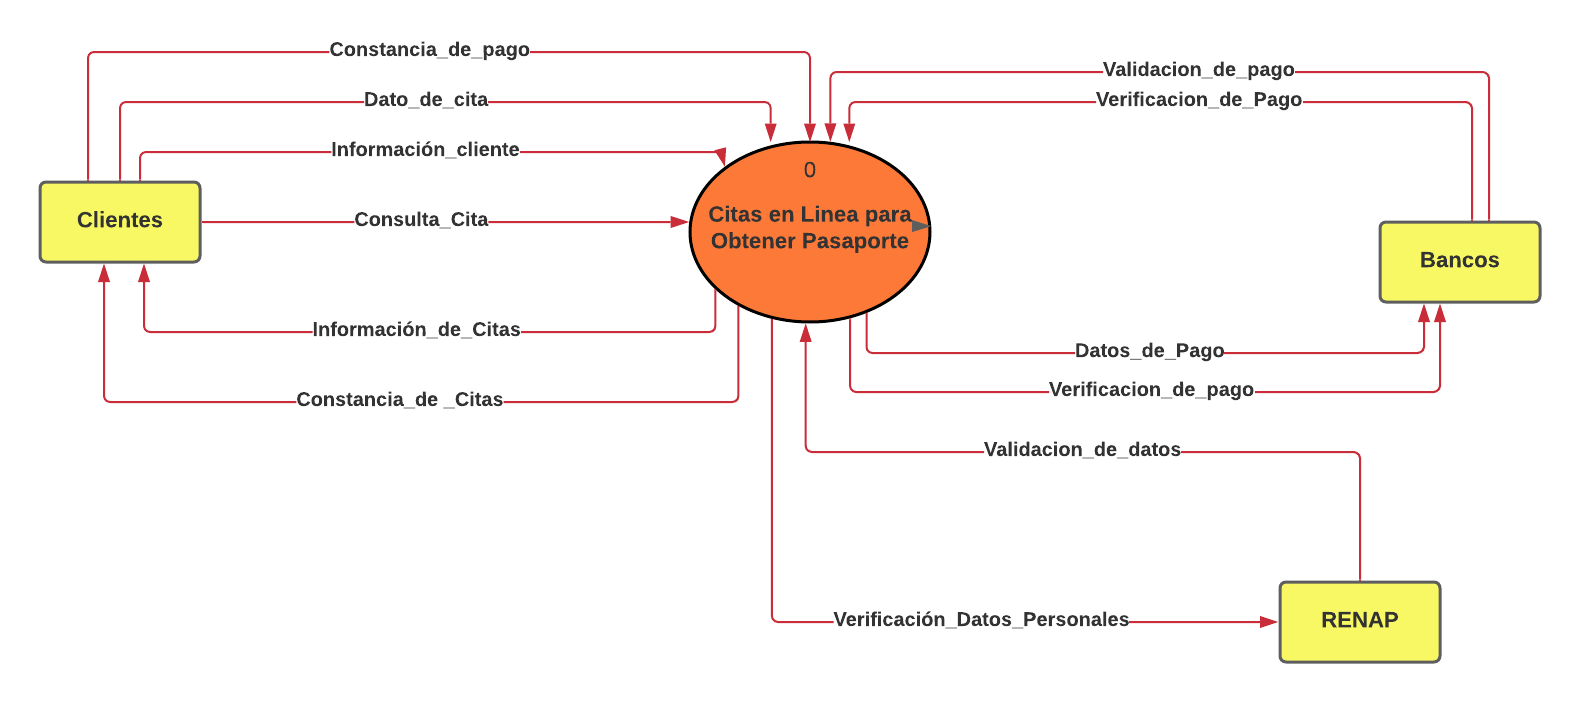 Constancia_de_pago
Validacion_de_pago
Dato_de_cita
Verificacion_de_Pago
Información_cliente
0
Clientes
Consulta_Cita
Citas en Linea para
Obtener Pasaporte
Bancos
Información_de_Citas
Datos_de_Pago
Constancia_de _Citas
Verificacion_de_pago
Validacion_de_datos
Verificación_Datos_Personales
RENAP